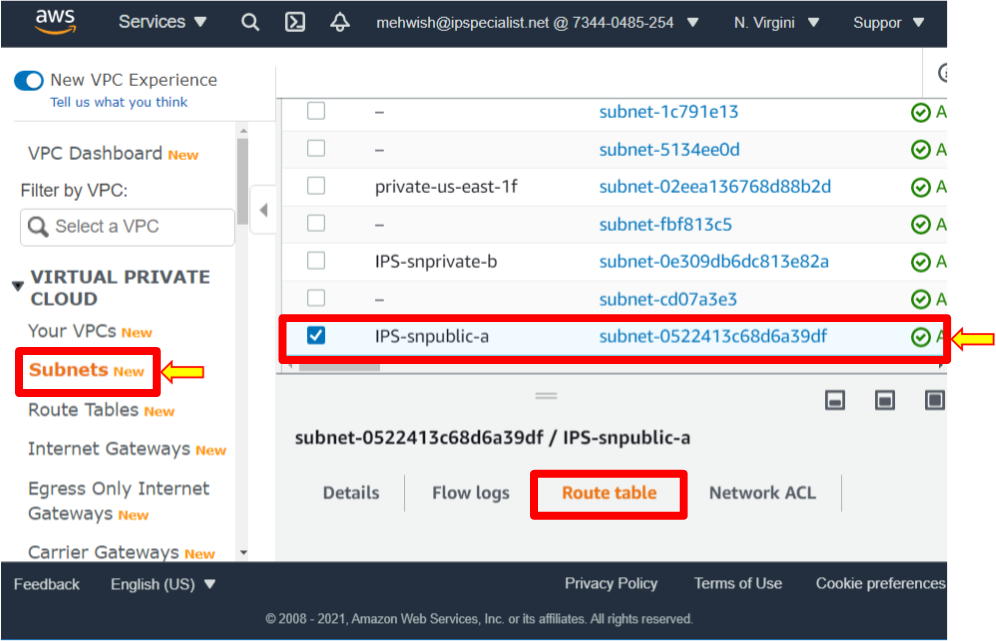 aws Services ▼ mehwish@ipspecialist.net @ 7344-0485-254 ▼ N. Virgini ▼ Suppor ▼
New VPC Experience
Tell us what you think
VPC Dashboard New
Filter by VPC:
Select a VPC
VIRTUAL PRIVATE
CLOUD
Your VPCs New
Subnets New
Route Tables New
Internet Gateways New
Egress Only Internet
Gateways New
Carrier Gateways New
– subnet-1c791e13 A
– subnet-5134ee0d A
private-us-east-1f subnet-02eea136768d88b2d A
– subnet-fbf813c5 A
IPS-snprivate-b subnet-0e309db6dc813e82a A
– subnet-cd07a3e3 A
IPS-snpublic-a subnet-0522413c68d6a39df A
subnet-0522413c68d6a39df / IPS-snpublic-a
Details Flow logs Route table Network ACL
Feedback English (US) ▼ Privacy Policy Terms of Use Cookie preferences
© 2008 - 2021, Amazon Web Services, Inc. or its affiliates. All rights reserved.